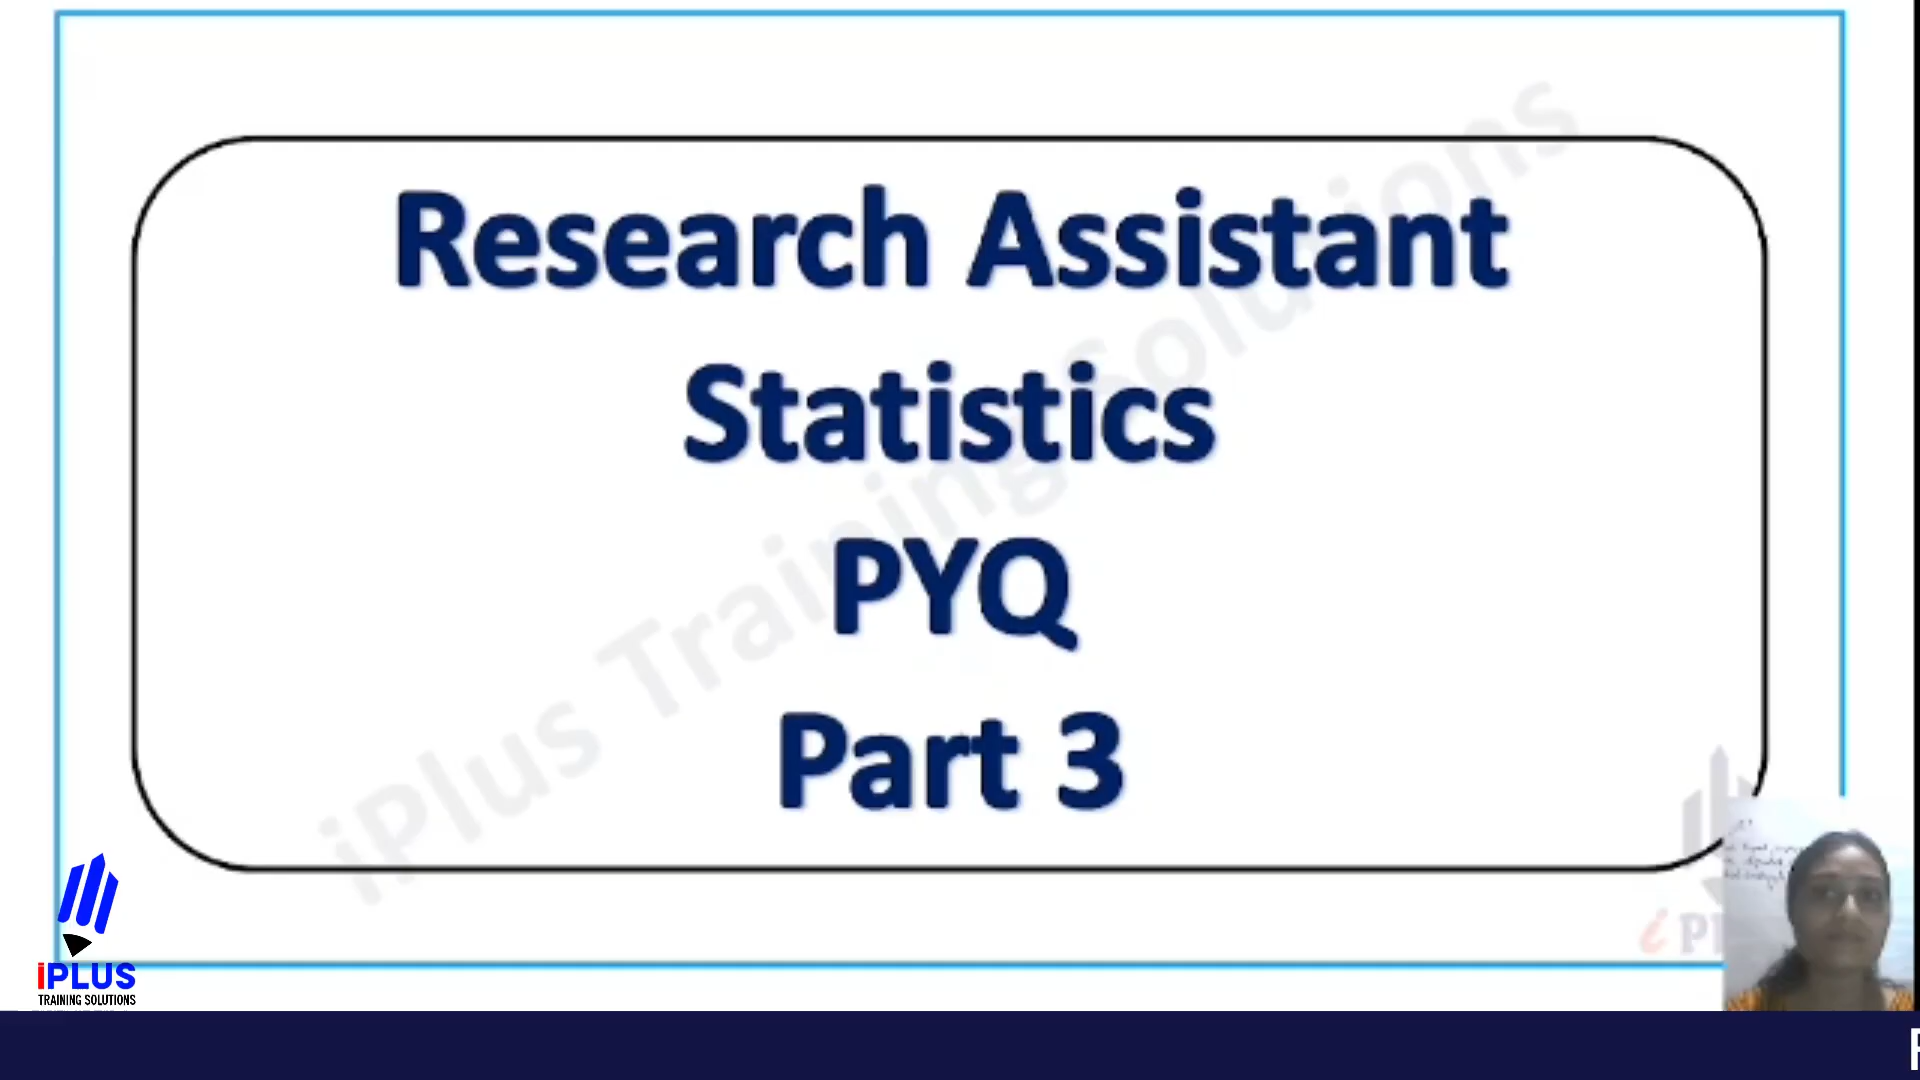 Research Assistant
Statistics
PYQ
Part 3
iPlus Training Solutions
iPLUS
TRAINING SOLUTIONS